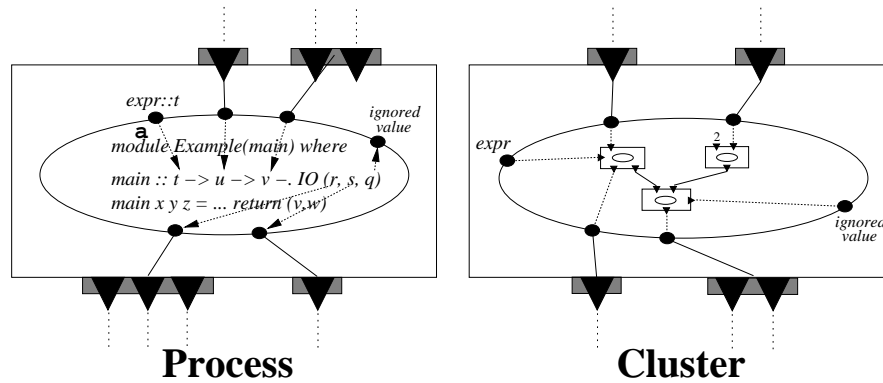 expr::t
a
ignored
value
module Example(main) where
main :: t –> u –> v –. IO (r, s, q)
main x y z = ... return (v,w)
Process
2
expr
ignored
value
Cluster